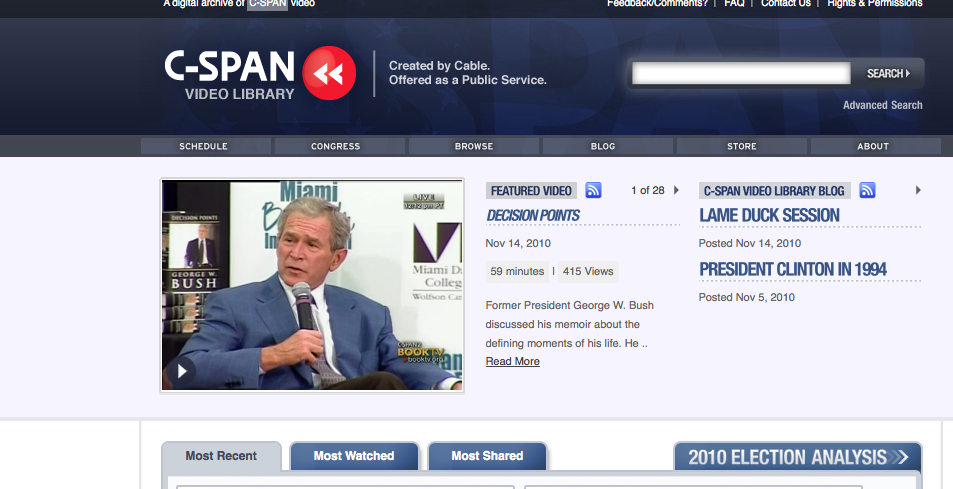 A digital archive of C-SPAN Video
Feedback/Comments? | FAQ | Contact Us | Rights & Permissions
C-SPAN
VIDEO LIBRARY
Created by Cable.
Offered as a Public Service.
SEARCH
Advanced Search
SCHEDULE CONGRESS BROWSE BLOG STORE ABOUT
Miami
LIVE
12:12 pm PT
DECISION POINTS
GEORGE W.
BUSH
Miami
Wolfson
C-SPAN2
BOOK TV
booktv.org
FEATURED VIDEO
1 of 28
DECISION POINTS
Nov 14, 2010
59 minutes | 415 Views
Former President George W. Bush
discussed his memoir about the
defining moments of his life. He ..
Read More
C-SPAN VIDEO LIBRARY BLOG
LAME DUCK SESSION
Posted Nov 14, 2010
PRESIDENT CLINTON IN 1994
Posted Nov 5, 2010
Most Recent
Most Watched
Most Shared
2010 ELECTION ANALYSIS